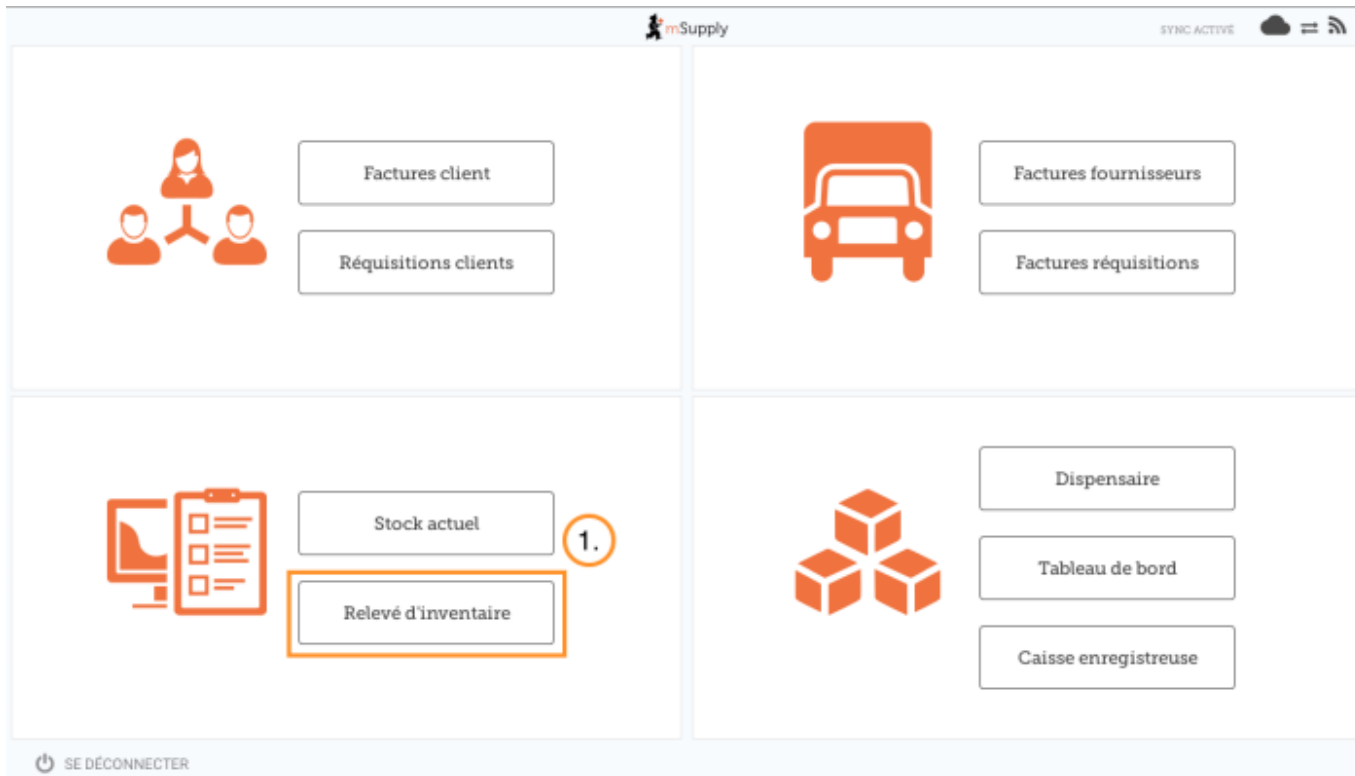 mSupply
SYNC ACTIVÉ
Factures client
Réquisitions clients
Factures fournisseurs
Factures réquisitions
Stock actuel
1.
Relevé d'inventaire
Dispensaire
Tableau de bord
Caisse enregistreuse
SE DÉCONNECTER